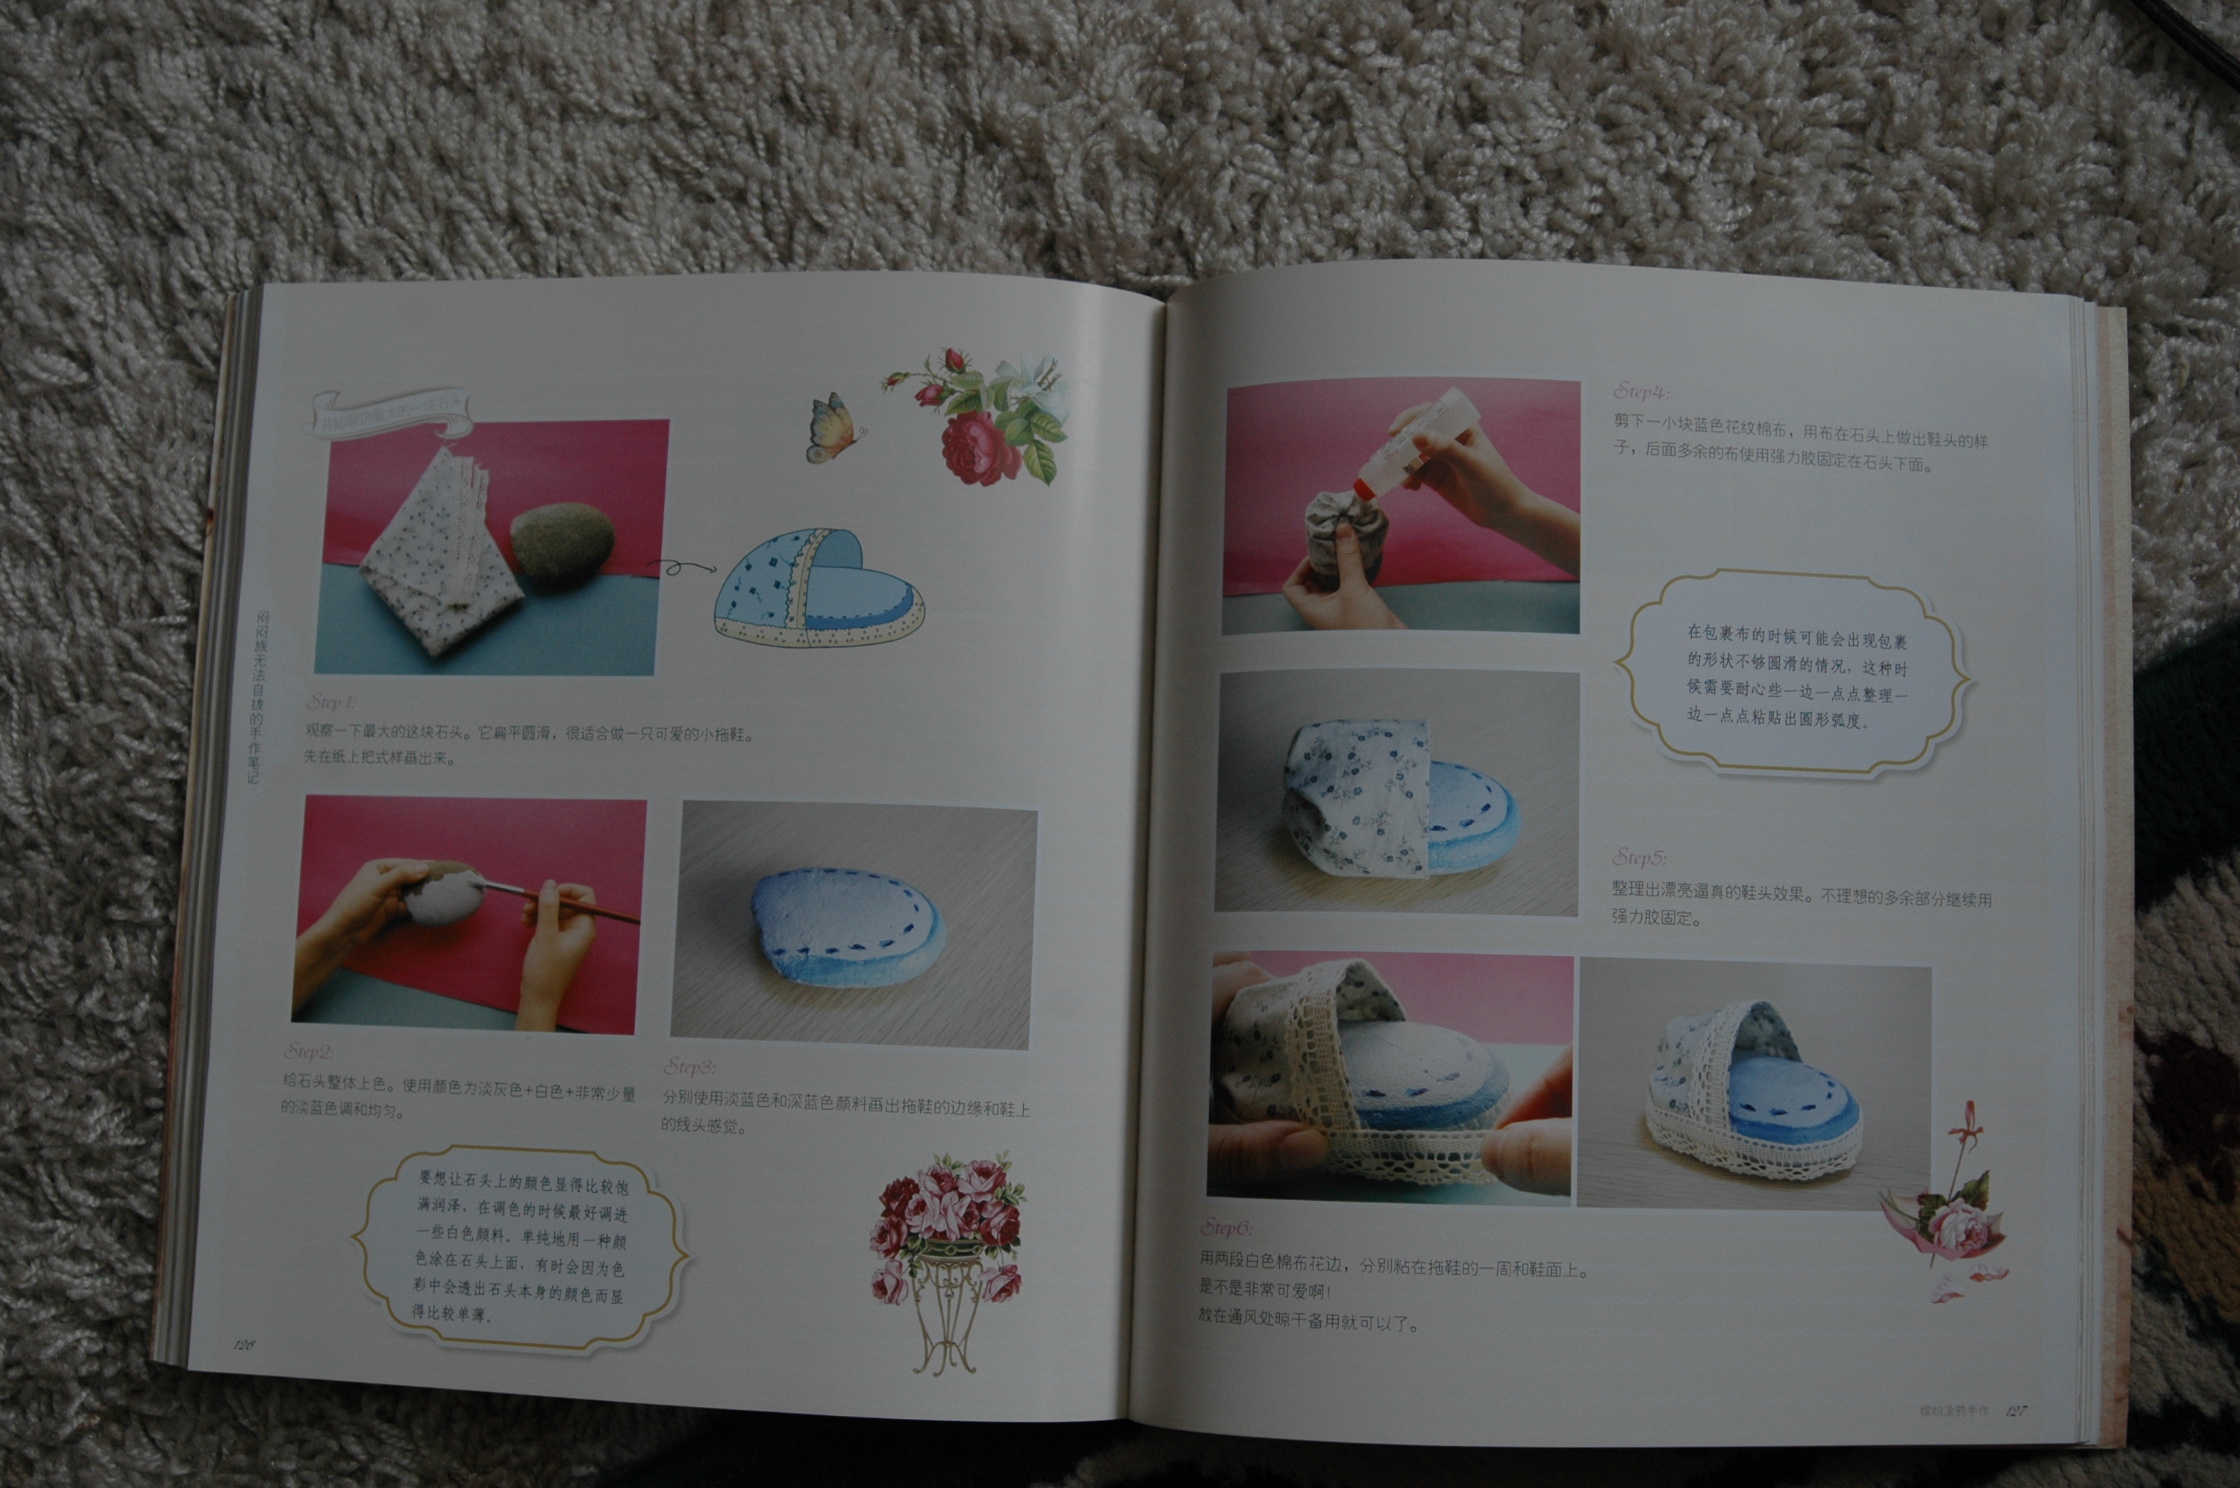 闷闷族无法自拔的手作笔记
Step1:
观察一下最大的这块石头。它扁平圆滑，很适合做一只可爱的小拖鞋。
先在纸上把式样画出来。
Step2:
给石头整体上色。使用颜色为淡灰色+白色+非常少量
的淡蓝色调和均匀。
Step3:
分别使用淡蓝色和深蓝色颜料画出拖鞋的边缘和鞋上
的线头感觉。
要想让石头上的颜色显得比较饱
满润泽，在调色的时候最好调进
一些白色颜料。单纯地用一种颜
色涂在石头上面，有时会因为色
彩中会透出石头本身的颜色而显
得比较单薄。
126
Step4:
剪下一小块蓝色花纹棉布，用布在石头上做出鞋头的样
子，后面多余的布使用强力胶固定在石头下面。
在包裹布的时候可能会出现包裹
的形状不够圆滑的情况，这种时
候需要耐心些一边一点点整理一
边一点点粘贴出圆形弧度。
Step5:
整理出漂亮逼真的鞋头效果。不理想的多余部分继续用
强力胶固定。
Step6:
用两段白色棉布花边，分别粘在拖鞋的一周和鞋面上。
是不是非常可爱啊！
放在通风处晾干备用就可以了。
缤纷涂鸦手作 127